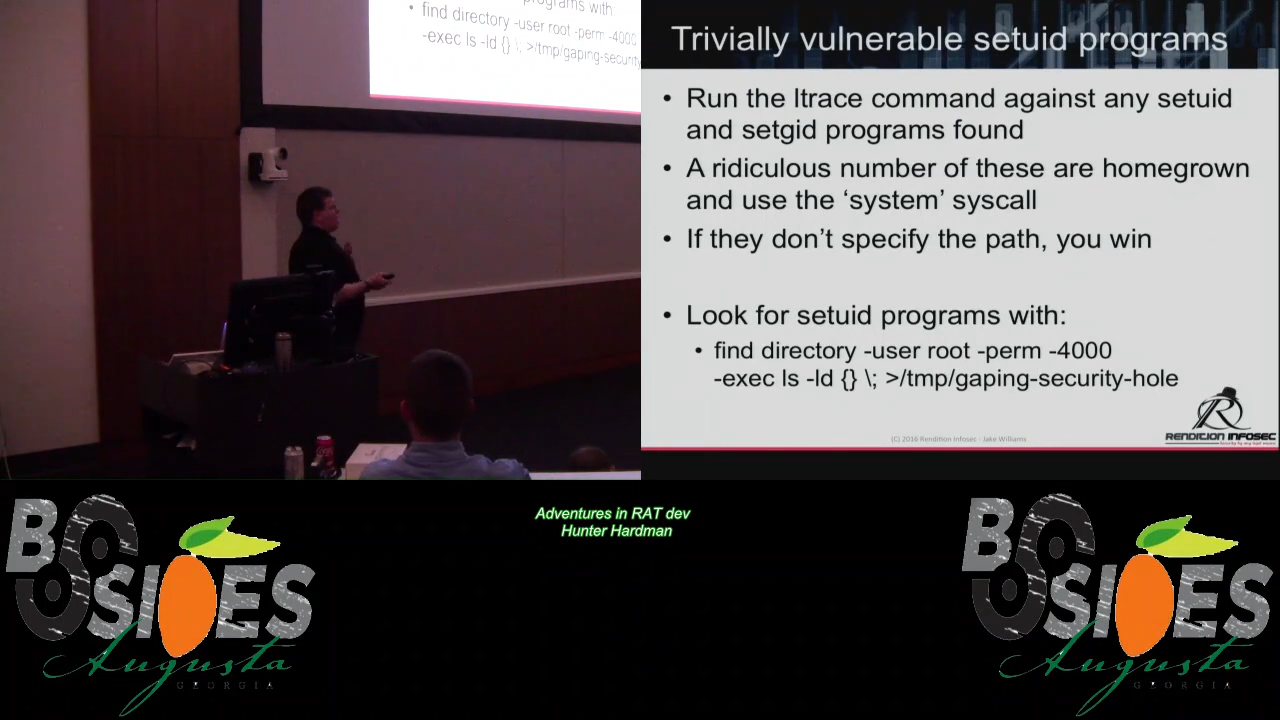 programs with
• find directory -user root -perm -4000
-exec ls -ld {} \; >/tmp/gaping-security
Trivially vulnerable setuid programs
• Run the ltrace command against any setuid
and setgid programs found
• A ridiculous number of these are homegrown
and use the ‘system’ syscall
• If they don’t specify the path, you win
• Look for setuid programs with:
• find directory -user root -perm -4000
-exec ls -ld {} \; >/tmp/gaping-security-hole
(C) 2016 Rendition Infosec - Jake Williams
R
RENDITION INFOSEC
Adventures in RAT dev
Hunter Hardman
BSIDES
Augusta
GEORGIA
BSIDES
Augusta
GEORGIA